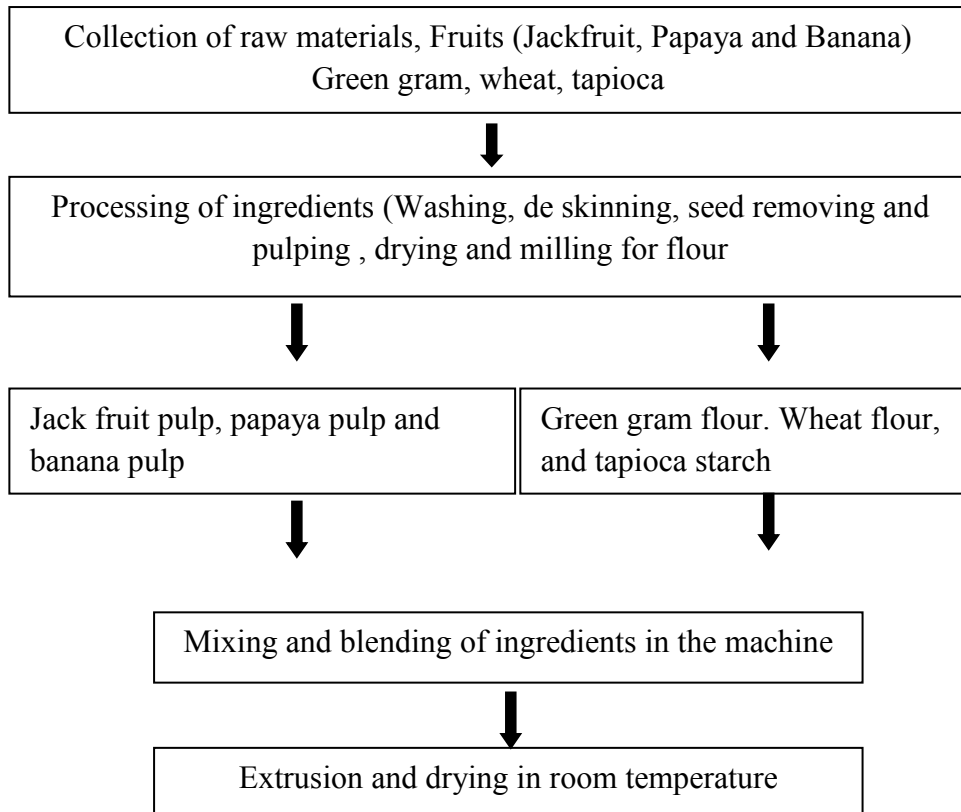 Collection of raw materials, Fruits (Jackfruit, Papaya and Banana)
Green gram, wheat, tapioca
Processing of ingredients (Washing, de skinning, seed removing and
pulping , drying and milling for flour
Jack fruit pulp, papaya pulp and
banana pulp
Green gram flour. Wheat flour,
and tapioca starch
Mixing and blending of ingredients in the machine
Extrusion and drying in room temperature